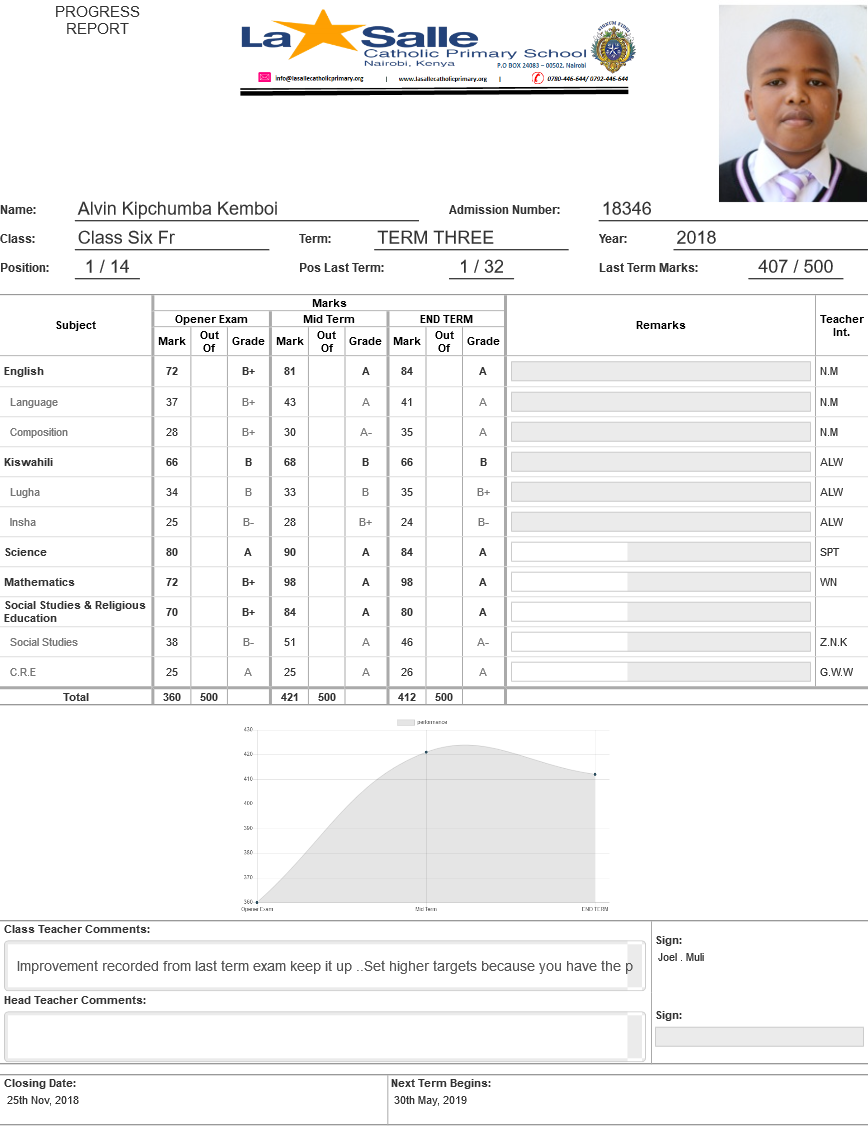 PROGRESS
REPORT
La Salle
Catholic Primary School
Nairobi, Kenya
P.O BOX 24083 – 00502, Nairobi
info@lasallecatholicprimary.org | www.lasallecatholicprimary.org | 0780-446-644/ 0792-446-644
Name: Alvin Kipchumba Kemboi Admission Number: 18346
Class: Class Six Fr Term: TERM THREE Year: 2018
Position: 1 / 14 Pos Last Term: 1 / 32 Last Term Marks: 407 / 500
Subject Marks Remarks Teacher Int.
Opener Exam Mid Term END TERM
Mark Out Of Grade Mark Out Of Grade Mark Out Of Grade
English 72 B+ 81 A 84 A N.M
Language 37 B+ 43 A 41 A N.M
Composition 28 B+ 30 A- 35 A N.M
Kiswahili 66 B 68 B 66 B ALW
Lugha 34 B 33 B 35 B+ ALW
Insha 25 B- 28 B+ 24 B- ALW
Science 80 A 90 A 84 A SPT
Mathematics 72 B+ 98 A 98 A WN
Social Studies & Religious Education 70 B+ 84 A 80 A
Social Studies 38 B- 51 A 46 A- Z.N.K
C.R.E 25 A 25 A 26 A G.W.W
Total 360 500 421 500 412 500
performance
430
420
410
400
390
380
370
360
Opener Exam Mid Term END TERM
Class Teacher Comments:
Improvement recorded from last term exam keep it up ..Set higher targets because you have the p
Sign:
Joel . Muli
Head Teacher Comments:
Sign:
Closing Date: Next Term Begins:
25th Nov, 2018 30th May, 2019